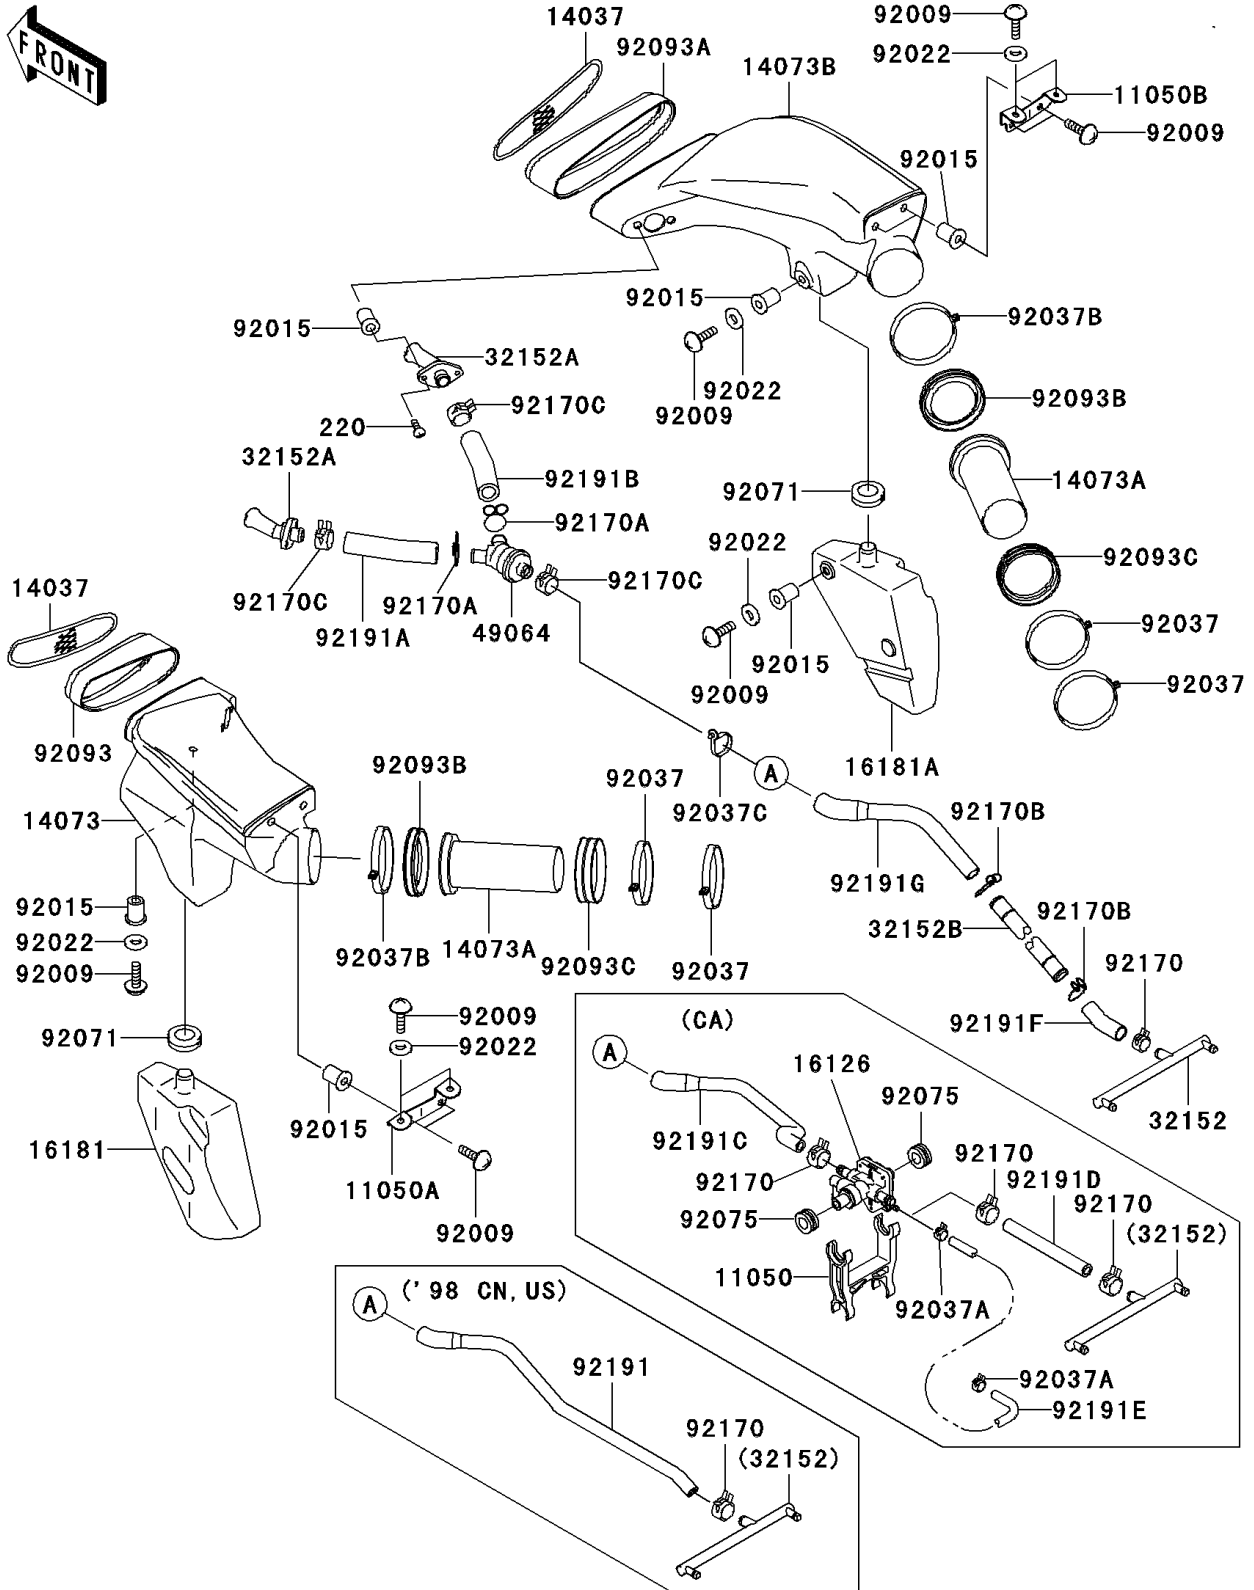 FRONT
14037
92093A
14073B
92009
92022
11050B
92009
92015
92015
92015
32152A
92037B
92022
92009
92170C
92093B
220
32152A
92191B
92071
14073A
92170A
92022
92093C
14037
92170C
92170C
92170A
92191A
49064
92037
92015
92009
92037
92093
16181A
92093B
92037
92037C
A
92170B
14073
92191G
92170B
92015
32152B
92022
92009
92037B
14073A
92093C
92037
92170
92071
92009
92022
(CA)
92191F
A
16126
92075
92015
92191C
32152
16181
92170
92170
92191D
92170
11050A
92075
(32152)
92009
11050
92037A
A
('98 CN,US)
92191
92037A
92191E
92170
(32152)